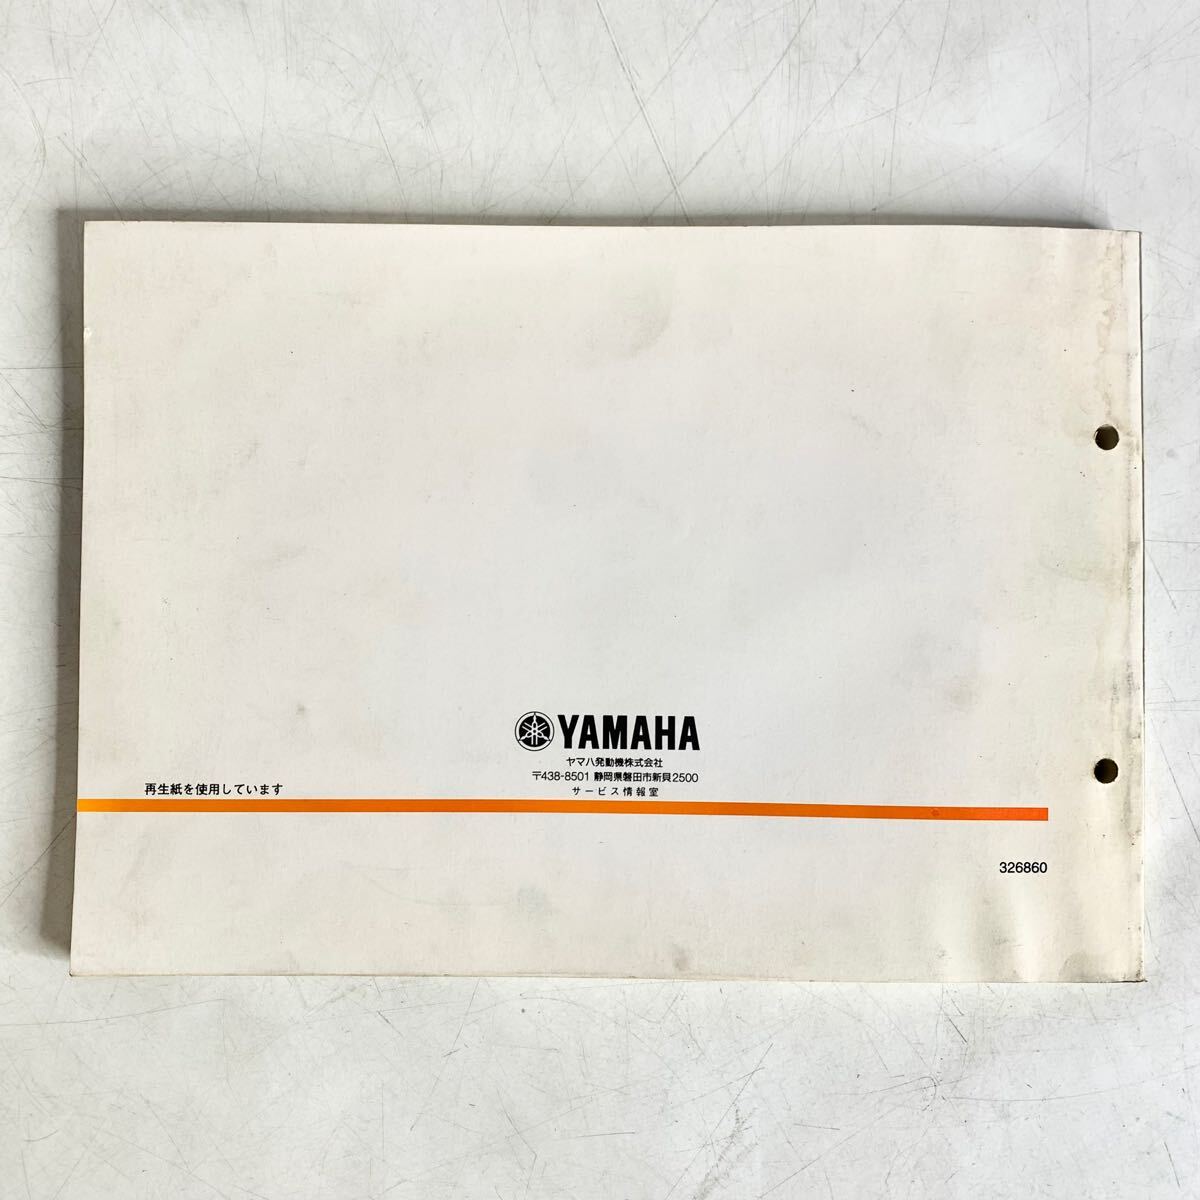 YAMAHA
ヤマハ発動機株式会社
〒438-8501 静岡県磐田市新貝2500
サービス情報室
再生紙を使用しています
326860